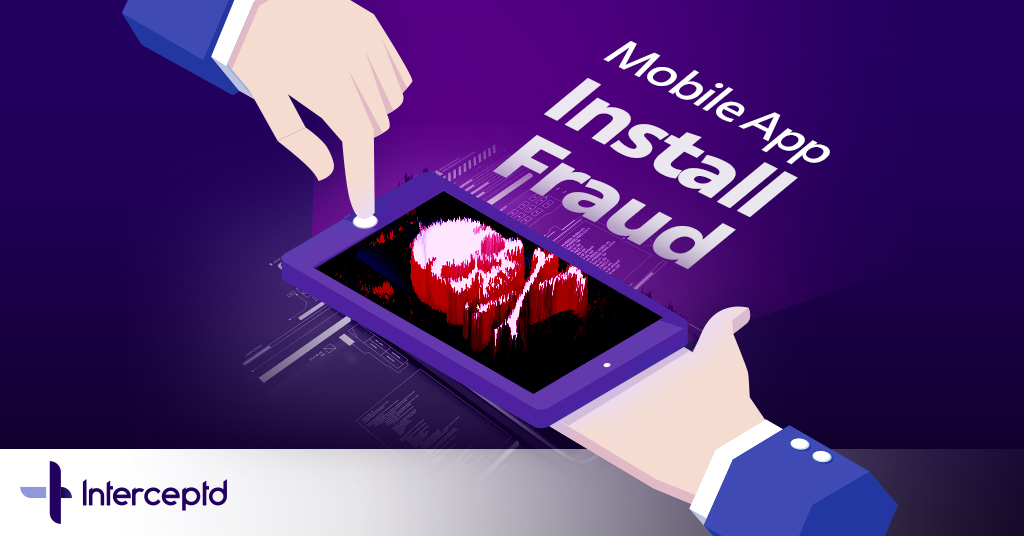 Mobile App
Install
Fraud
Interceptd